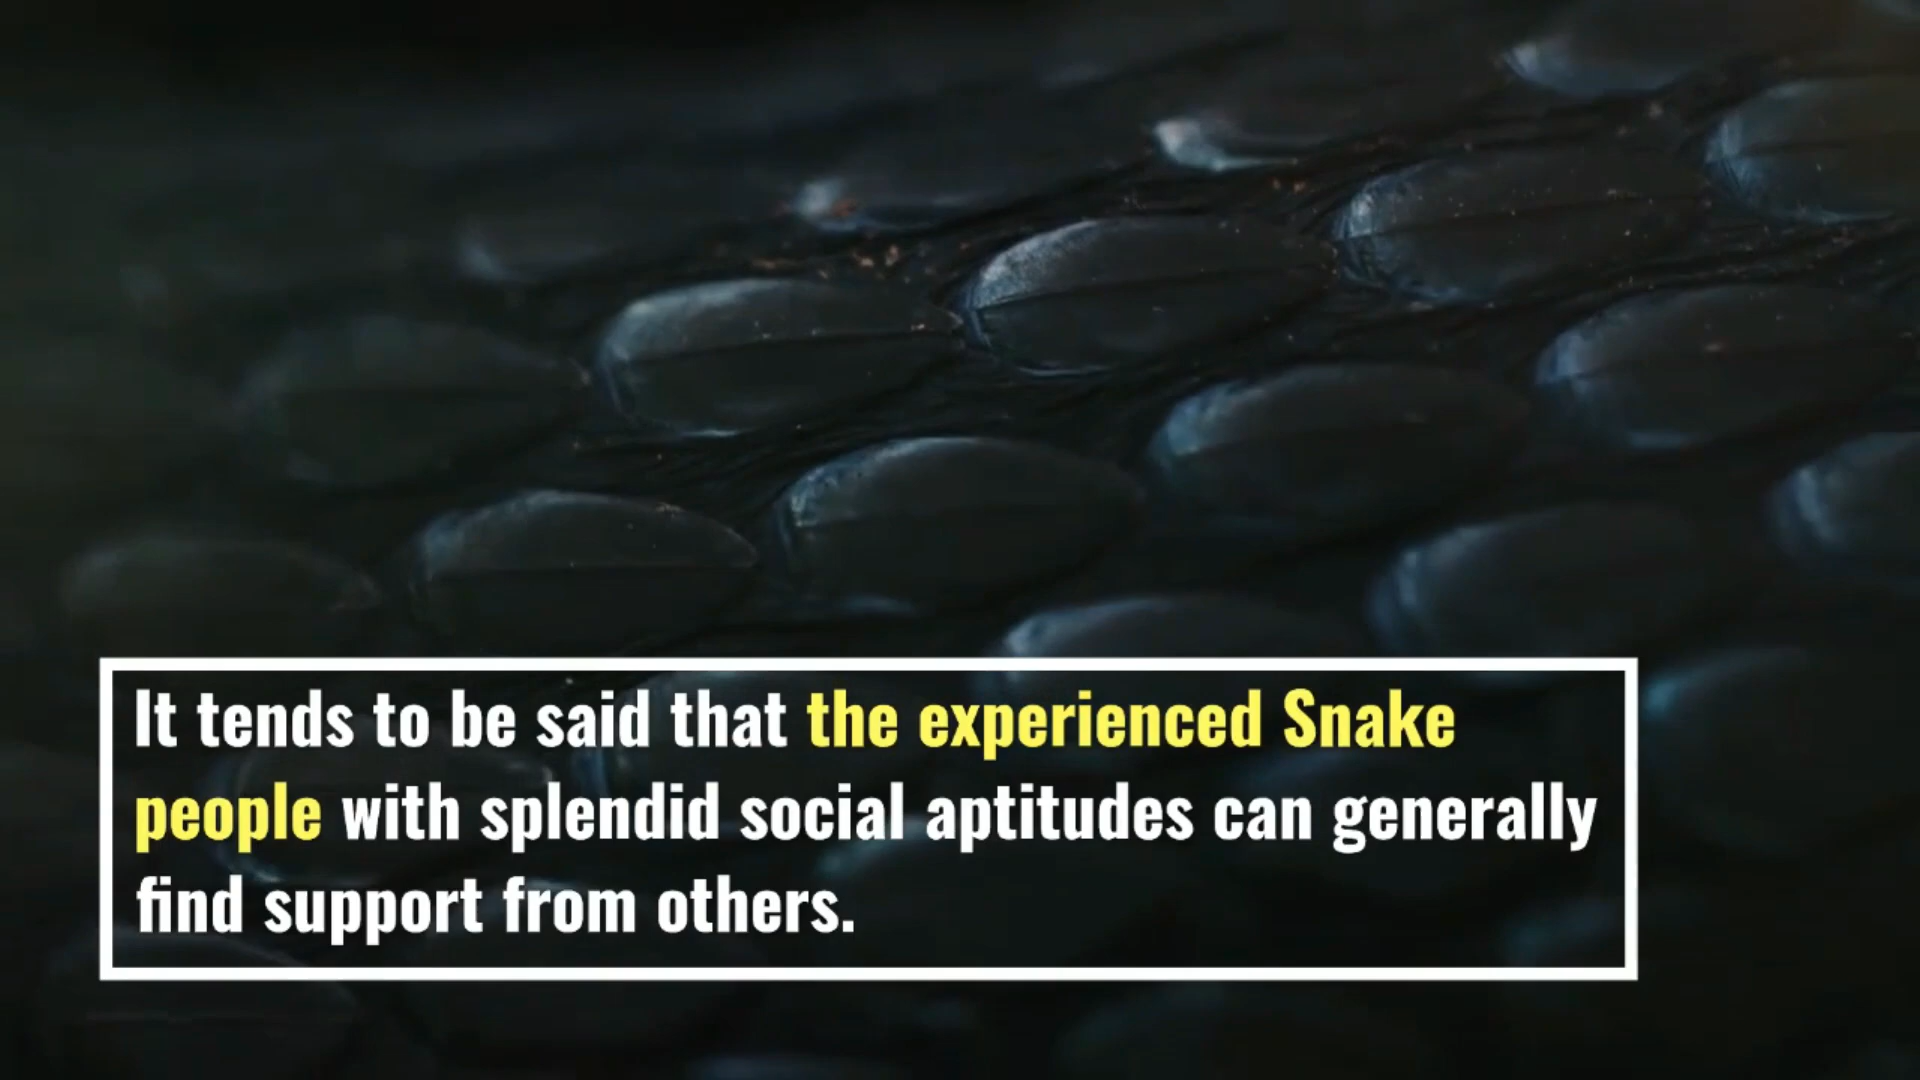 It tends to be said that the experienced Snake
people with splendid social aptitudes can generally
find support from others.